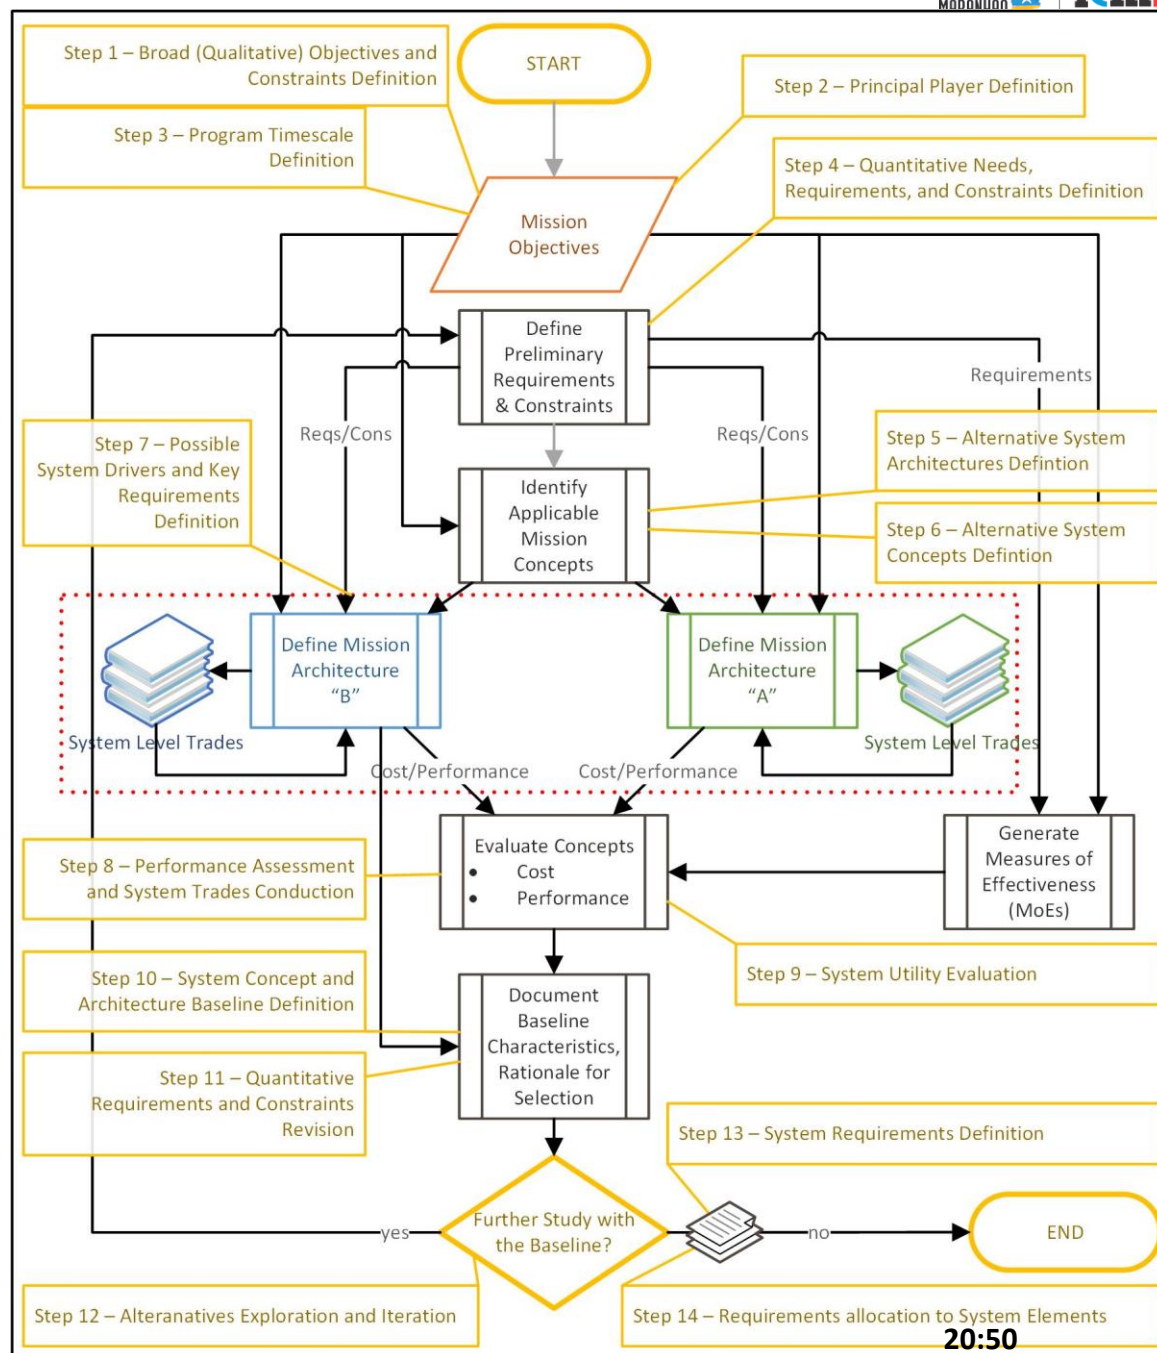 MARANHÃO
Step 1 – Broad (Qualitative) Objectives and
Constraints Definition
START
Step 2 – Principal Player Definition
Step 3 – Program Timescale
Definition
Step 4 – Quantitative Needs,
Requirements, and Constraints Definition
Mission
Objectives
Define
Preliminary
Requirements
& Constraints
Requirements
Reqs/Cons
Reqs/Cons
Step 7 – Possible
System Drivers and Key
Requirements
Definition
Step 5 – Alternative System
Architectures Defintion
Identify
Applicable
Mission
Concepts
Step 6 – Alternative System
Concepts Defintion
Define Mission
Architecture
“B”
Define Mission
Architecture
“A”
System Level Trades
System Level Trades
Cost/Performance
Cost/Performance
Evaluate Concepts
• Cost
• Performance
Generate
Measures of
Effectiveness
(MoEs)
Step 8 – Performance Assessment
and System Trades Conduction
Step 9 – System Utility Evaluation
Step 10 – System Concept and
Architecture Baseline Definition
Document
Baseline
Characteristics,
Rationale for
Selection
Step 11 – Quantitative
Requirements and Constraints
Revision
Step 13 – System Requirements Definition
Further Study with
the Baseline?
yes
no
END
Step 12 – Alteranatives Exploration and Iteration
Step 14 – Requirements allocation to System Elements
20:50